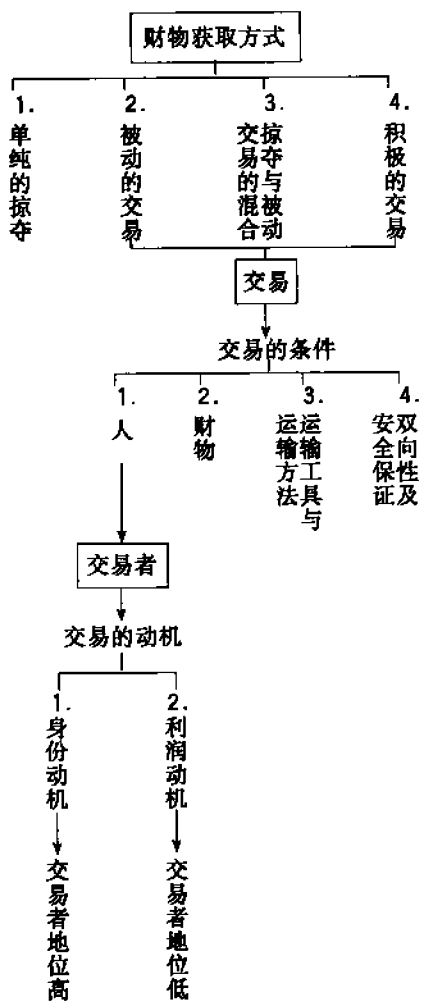 财物获取方式
1.
单纯的掠夺
2.
被动的交易
3.
掠夺与被动
交易的混合
4.
积极的交易
交易
交易的条件
1.
人
2.
财物
3.
运输工具与
运输方法
4.
双向性及
安全保证
交易者
交易的动机
1.
身份动机
交易者地位高
2.
利润动机
交易者地位低